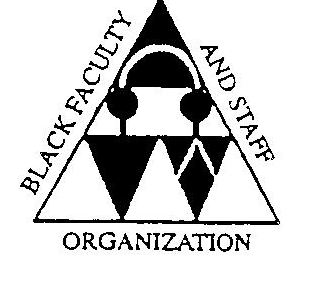 BLACK FACULTY
AND STAFF
ORGANIZATION